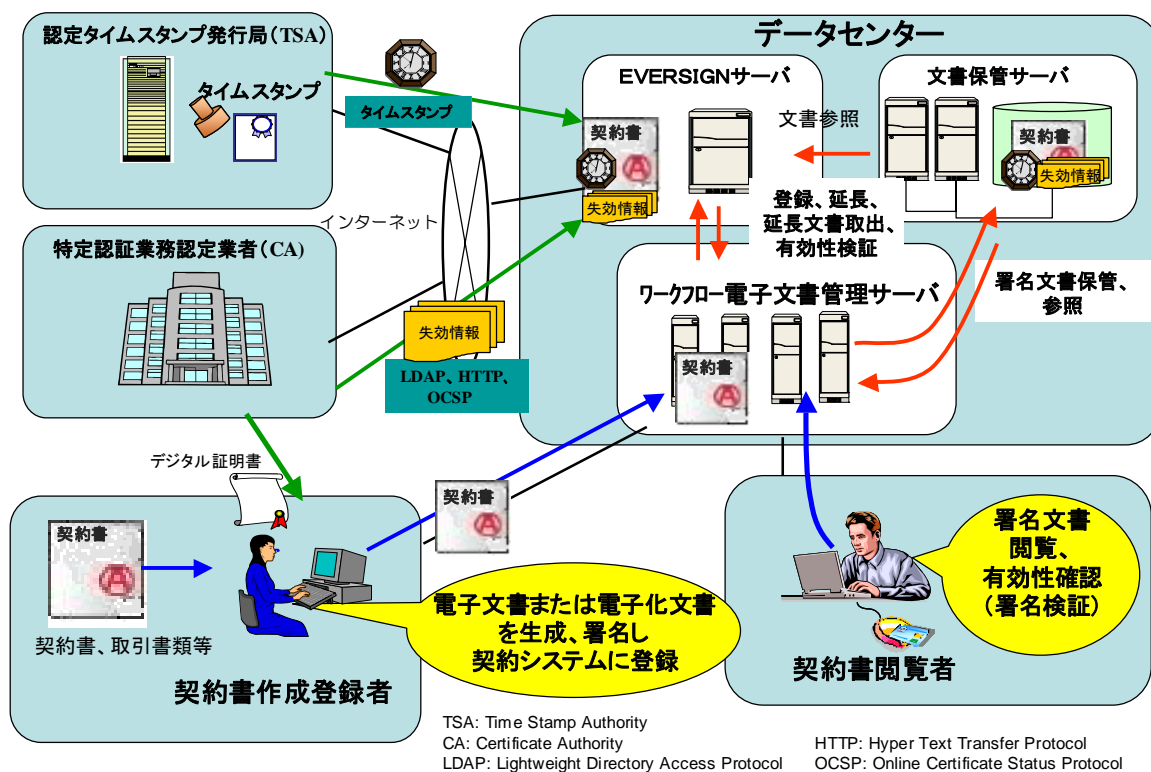 認定タイムスタンプ発行局(TSA)
タイムスタンプ
タイムスタンプ
データセンター
EVERSIGNサーバ
契約書
失効情報
文書参照
文書保管サーバ
契約書
失効情報
登録、延長、
延長文書取出、
有効性検証
インターネット
特定認証業務認定業者(CA)
失効情報
LDAP、HTTP、
OCSP
ワークフロー電子文書管理サーバ
契約書
署名文書保管、
参照
デジタル証明書
契約書
契約書、取引書類等
契約書作成登録者
契約書
電子文書または電子化文書
を生成、署名し
契約システムに登録
署名文書
閲覧、
有効性確認
(署名検証)
契約書閲覧者
TSA: Time Stamp Authority
CA: Certificate Authority
LDAP: Lightweight Directory Access Protocol
HTTP: Hyper Text Transfer Protocol
OCSP: Online Certificate Status Protocol